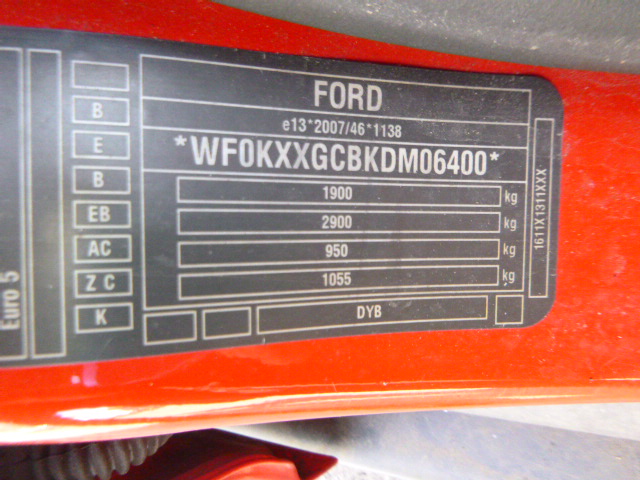 FORD
B
e13*2007/46*1138
E
*WF0KXXGCBKDM06400*
B
1900 kg
EB
2900 kg
AC
950 kg
Z C
1055 kg
K
DYB
1611X1311XXX
Euro 5